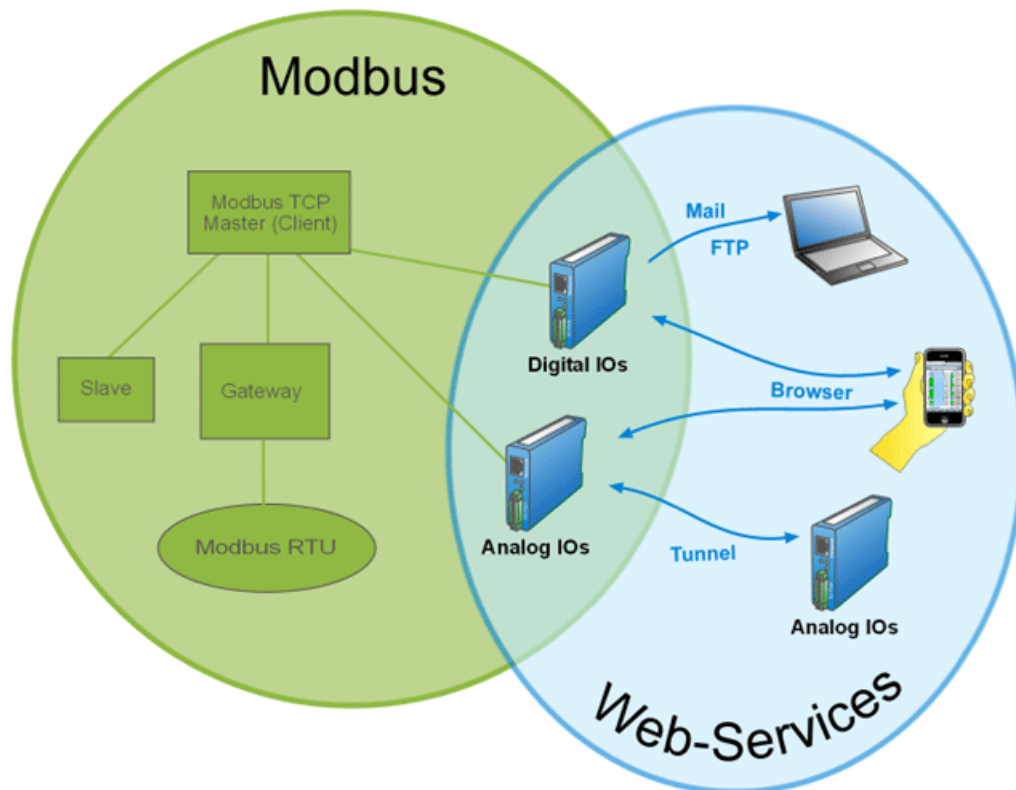 Modbus
Modbus TCP
Master (Client)
Slave
Gateway
Modbus RTU
Mail
FTP
Digital IOs
Browser
Analog IOs
Tunnel
Analog IOs
Web-Services